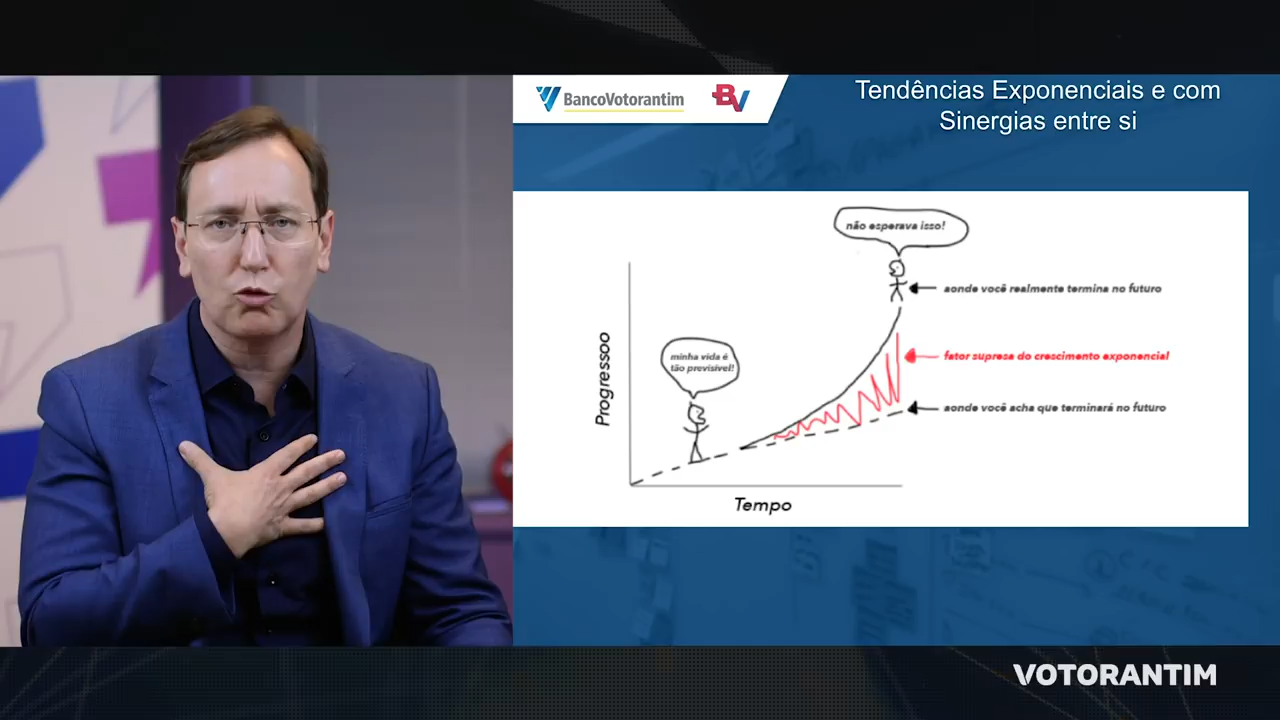 BancoVotorantim
BV
Tendências Exponenciais e com
Sinergias entre si
não esperava isso!
aonde você realmente termina no futuro
minha vida é
tão previsível!
fator supresa do crescimento exponencial
aonde você acha que terminará no futuro
Progressoo
Tempo
VOTORANTIM